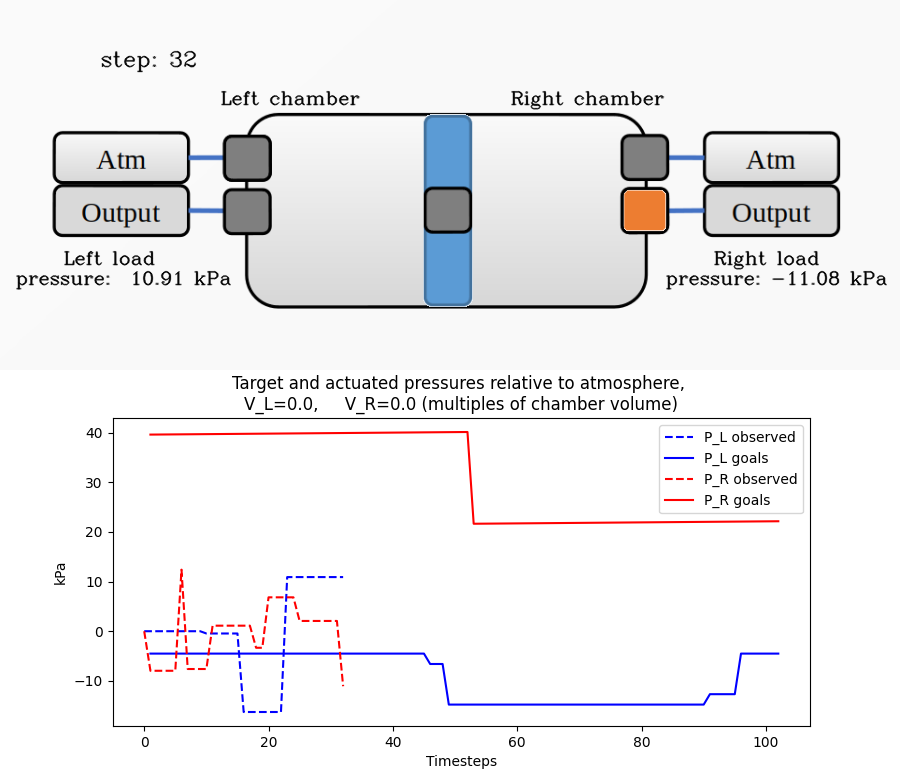 step: 32
Left chamber
Right chamber
Atm
Atm
Output
Output
Left load
pressure: 10.91 kPa
Right load
pressure: −11.08 kPa
Target and actuated pressures relative to atmosphere,
V_L=0.0, V_R=0.0 (multiples of chamber volume)
40
30
20
10
0
−10
kPa
P_L observed
P_L goals
P_R observed
P_R goals
0
20
40
60
80
100
Timesteps